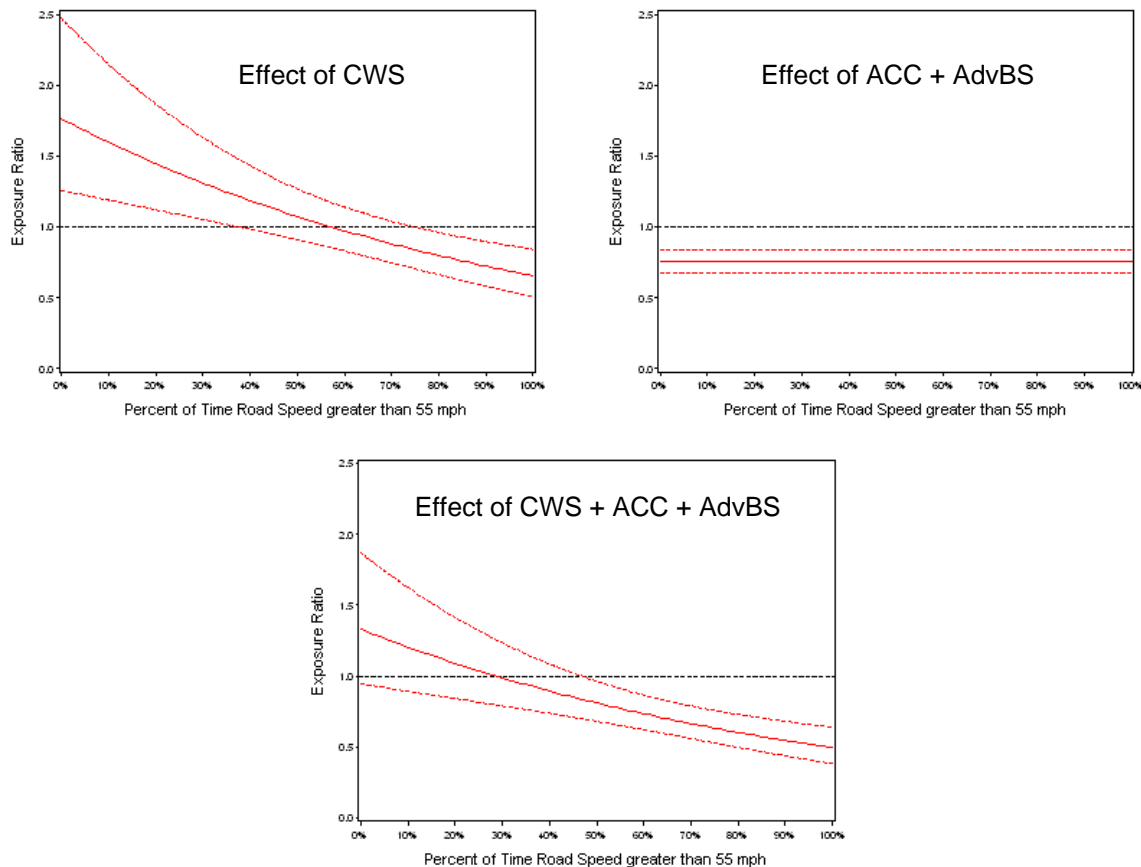 Effect of CWS
2.5
2.0
1.5
1.0
0.5
0.0
Exposure Ratio
0% 10% 20% 30% 40% 50% 60% 70% 80% 90% 100%
Percent of Time Road Speed greater than 55 mph
Effect of ACC + AdvBS
2.5
2.0
1.5
1.0
0.5
0.0
Exposure Ratio
0% 10% 20% 30% 40% 50% 60% 70% 80% 90% 100%
Percent of Time Road Speed greater than 55 mph
Effect of CWS + ACC + AdvBS
2.5
2.0
1.5
1.0
0.5
0.0
Exposure Ratio
0% 10% 20% 30% 40% 50% 60% 70% 80% 90% 100%
Percent of Time Road Speed greater than 55 mph